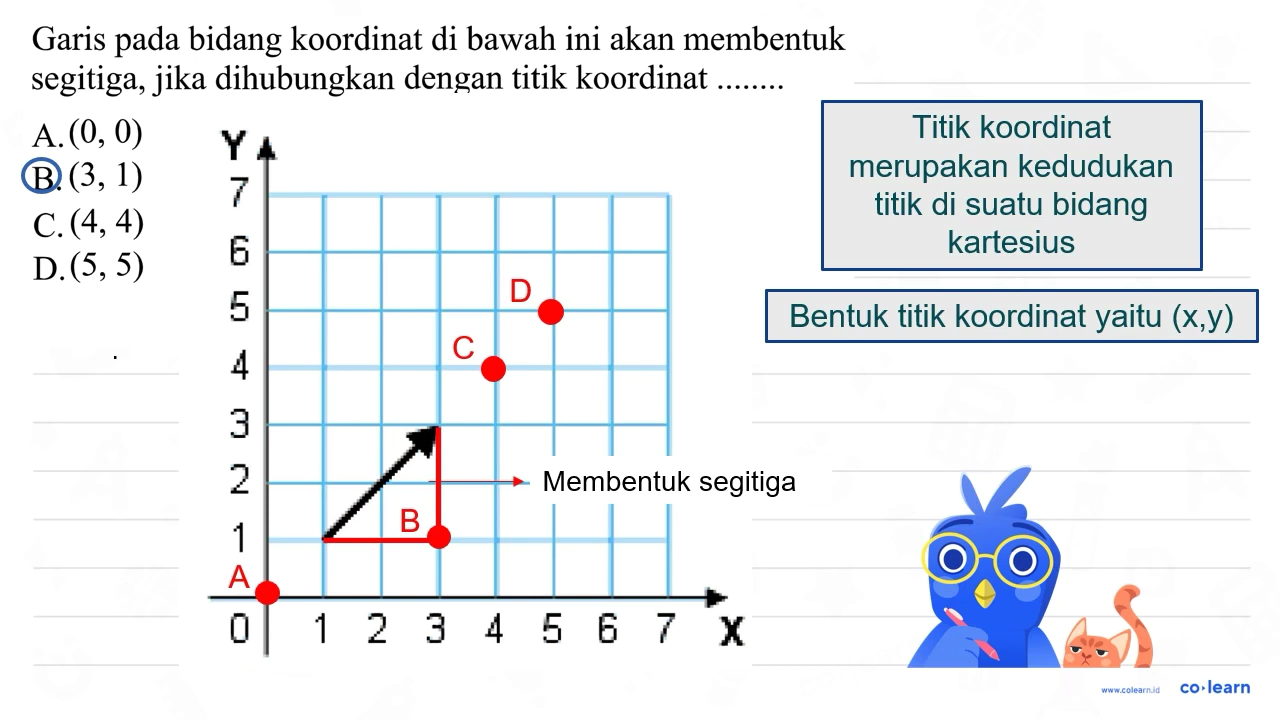 Garis pada bidang koordinat di bawah ini akan membentuk
segitiga, jika dihubungkan dengan titik koordinat ........
A. (0, 0)
B. (3, 1)
C. (4, 4)
D. (5, 5)
Titik koordinat
merupakan kedudukan
titik di suatu bidang
kartesius
Bentuk titik koordinat yaitu (x,y)
Y
7
6
5
4
3
2
1
D
C
B
A
Membentuk segitiga
0 1 2 3 4 5 6 7 X
www.colearn.id
co·learn